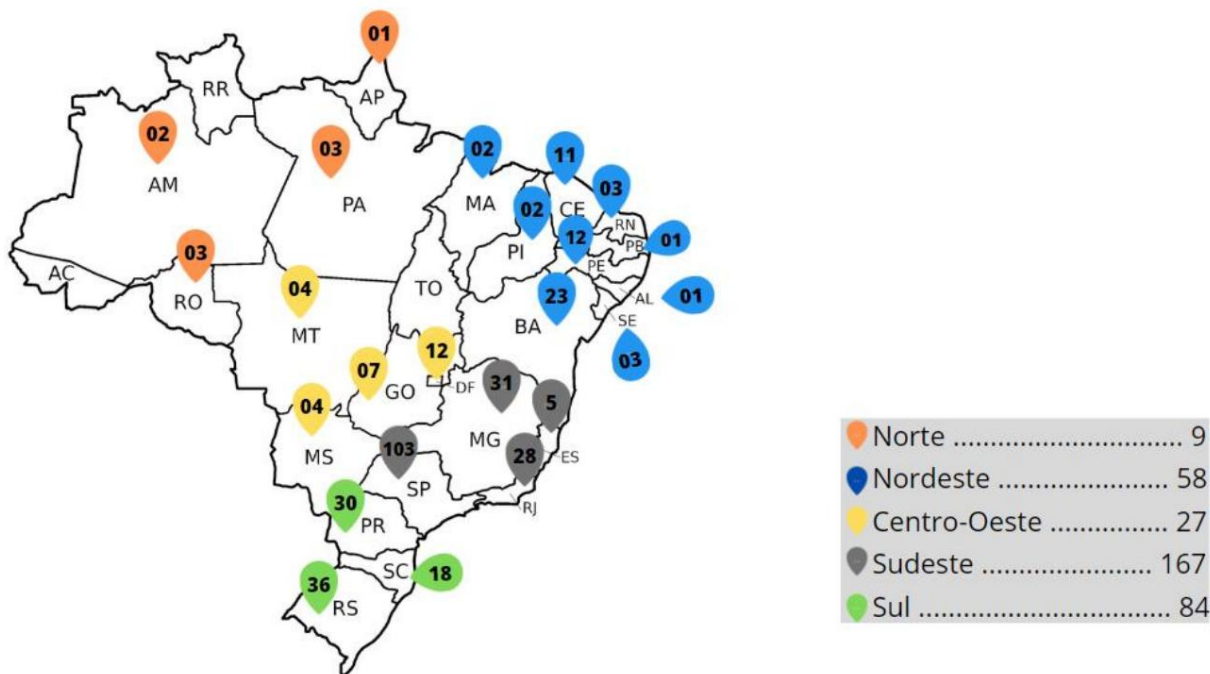 01
RR
AP
02
03
02
11
AM
PA
MA
CE
03
02
RN
12
PB
01
03
PI
PE
AC
04
TO
23
AL
01
RO
BA
SE
MT
12
03
07
31
GO
DF
04
5
MG
103
28
MS
ES
SP
30
RJ
PR
SC
18
36
RS
Norte ............................... 9
Nordeste ........................ 58
Centro-Oeste ................ 27
Sudeste ......................... 167
Sul .................................. 84